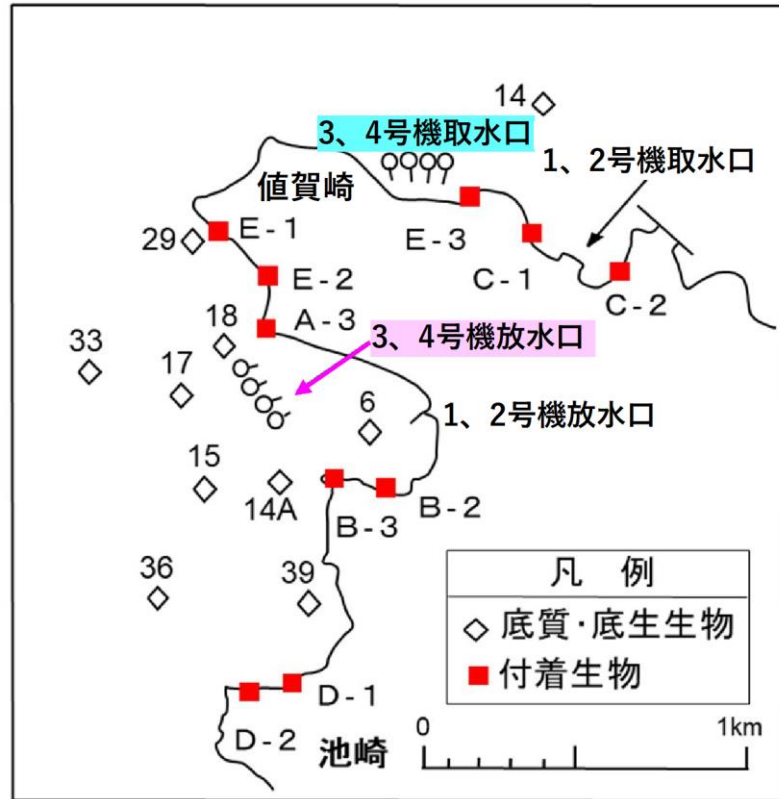 14
3、4号機取水口
1、2号機取水口
値賀崎
29
E-1
E-3
C-1
E-2
C-2
A-3
18
33
3、4号機放水口
17
6
1、2号機放水口
15
14A
B-3
B-2
36
39
凡 例
底質・底生生物
付着生物
D-1
D-2
池崎
0
1km